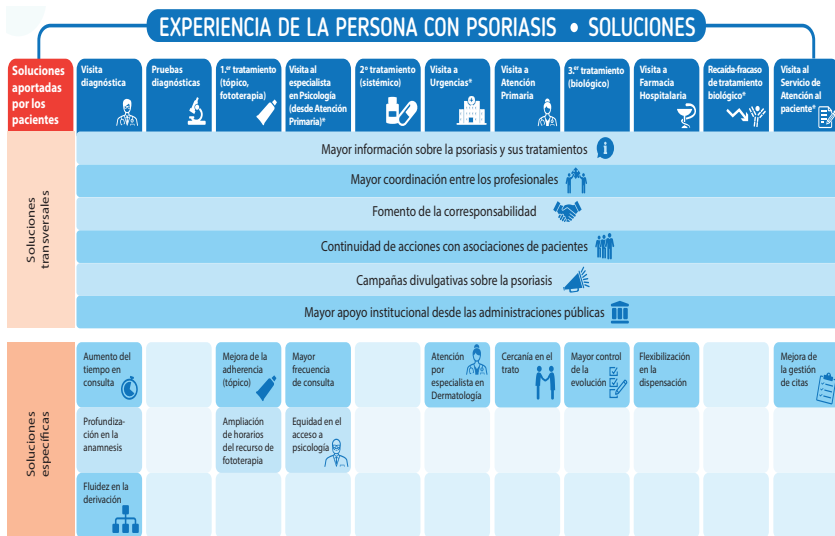 EXPERIENCIA DE LA PERSONA CON PSORIASIS • SOLUCIONES
Soluciones
aportadas
por los
pacientes
Visita
diagnóstica
Pruebas
diagnósticas
1.er tratamiento
(tópico,
fototerapia)
Visita al
especialista
en Psicología
(desde Atención
Primaria)*
2º tratamiento
(sistémico)
Visita a
Urgencias*
Visita a
Atención
Primaria
3.er tratamiento
(biológico)
Visita a
Farmacia
Hospitalaria
Recaída-fracaso
de tratamiento
biológico*
Visita al
Servicio de
Atención al
paciente*
Soluciones
transversales
Mayor información sobre la psoriasis y sus tratamientos
Mayor coordinación entre los profesionales
Fomento de la corresponsabilidad
Continuidad de acciones con asociaciones de pacientes
Campañas divulgativas sobre la psoriasis
Mayor apoyo institucional desde las administraciones públicas
Soluciones
específicas
Aumento del
tiempo en
consulta
Mejora de la
adherencia
(tópico)
Mayor
frecuencia
de consulta
Atención
por
especialista en
Dermatología
Cercanía en el
trato
Mayor control
de la
evolución
Flexibilización
en la
dispensación
Mejora de
la gestión
de citas
Profundiza-
ción en la
anamnesis
Ampliación
de horarios
del recurso de
fototerapia
Equidad en el
acceso a
psicología
Fluidez en la
derivación